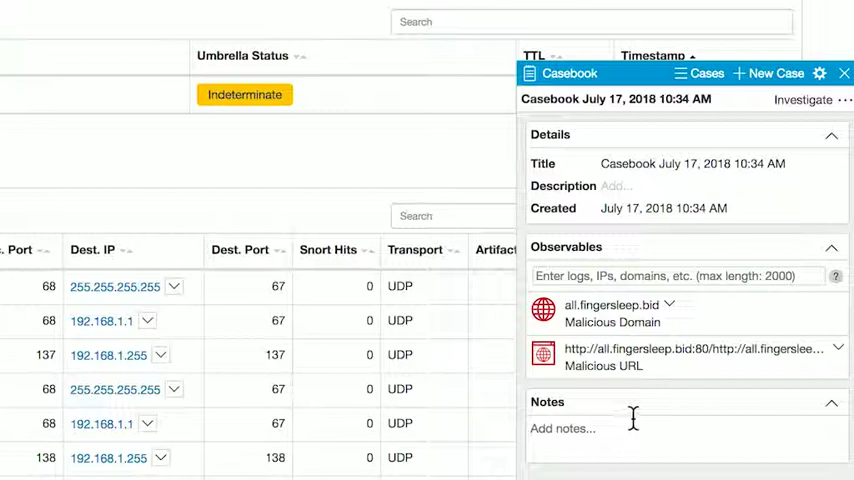 Search
Umbrella Status
TTL
Timestamp
Indeterminate
Casebook
Cases
New Case
Casebook July 17, 2018 10:34 AM
Investigate ...
Details
Title
Casebook July 17, 2018 10:34 AM
Description
Add...
Created
July 17, 2018 10:34 AM
Search
Observables
. Port
Dest. IP
Dest. Port
Snort Hits
Transport
Artifact
Enter logs, IPs, domains, etc. (max length: 2000)
?
68 255.255.255.255 67 0 UDP
68 192.168.1.1 67 0 UDP
137 192.168.1.255 137 0 UDP
68 255.255.255.255 67 0 UDP
68 192.168.1.1 67 0 UDP
138 192.168.1.255 138 0 UDP
all.fingersleep.bid
Malicious Domain
http://all.fingersleep.bid:80/http://all.fingerslee...
Malicious URL
Notes
Add notes...